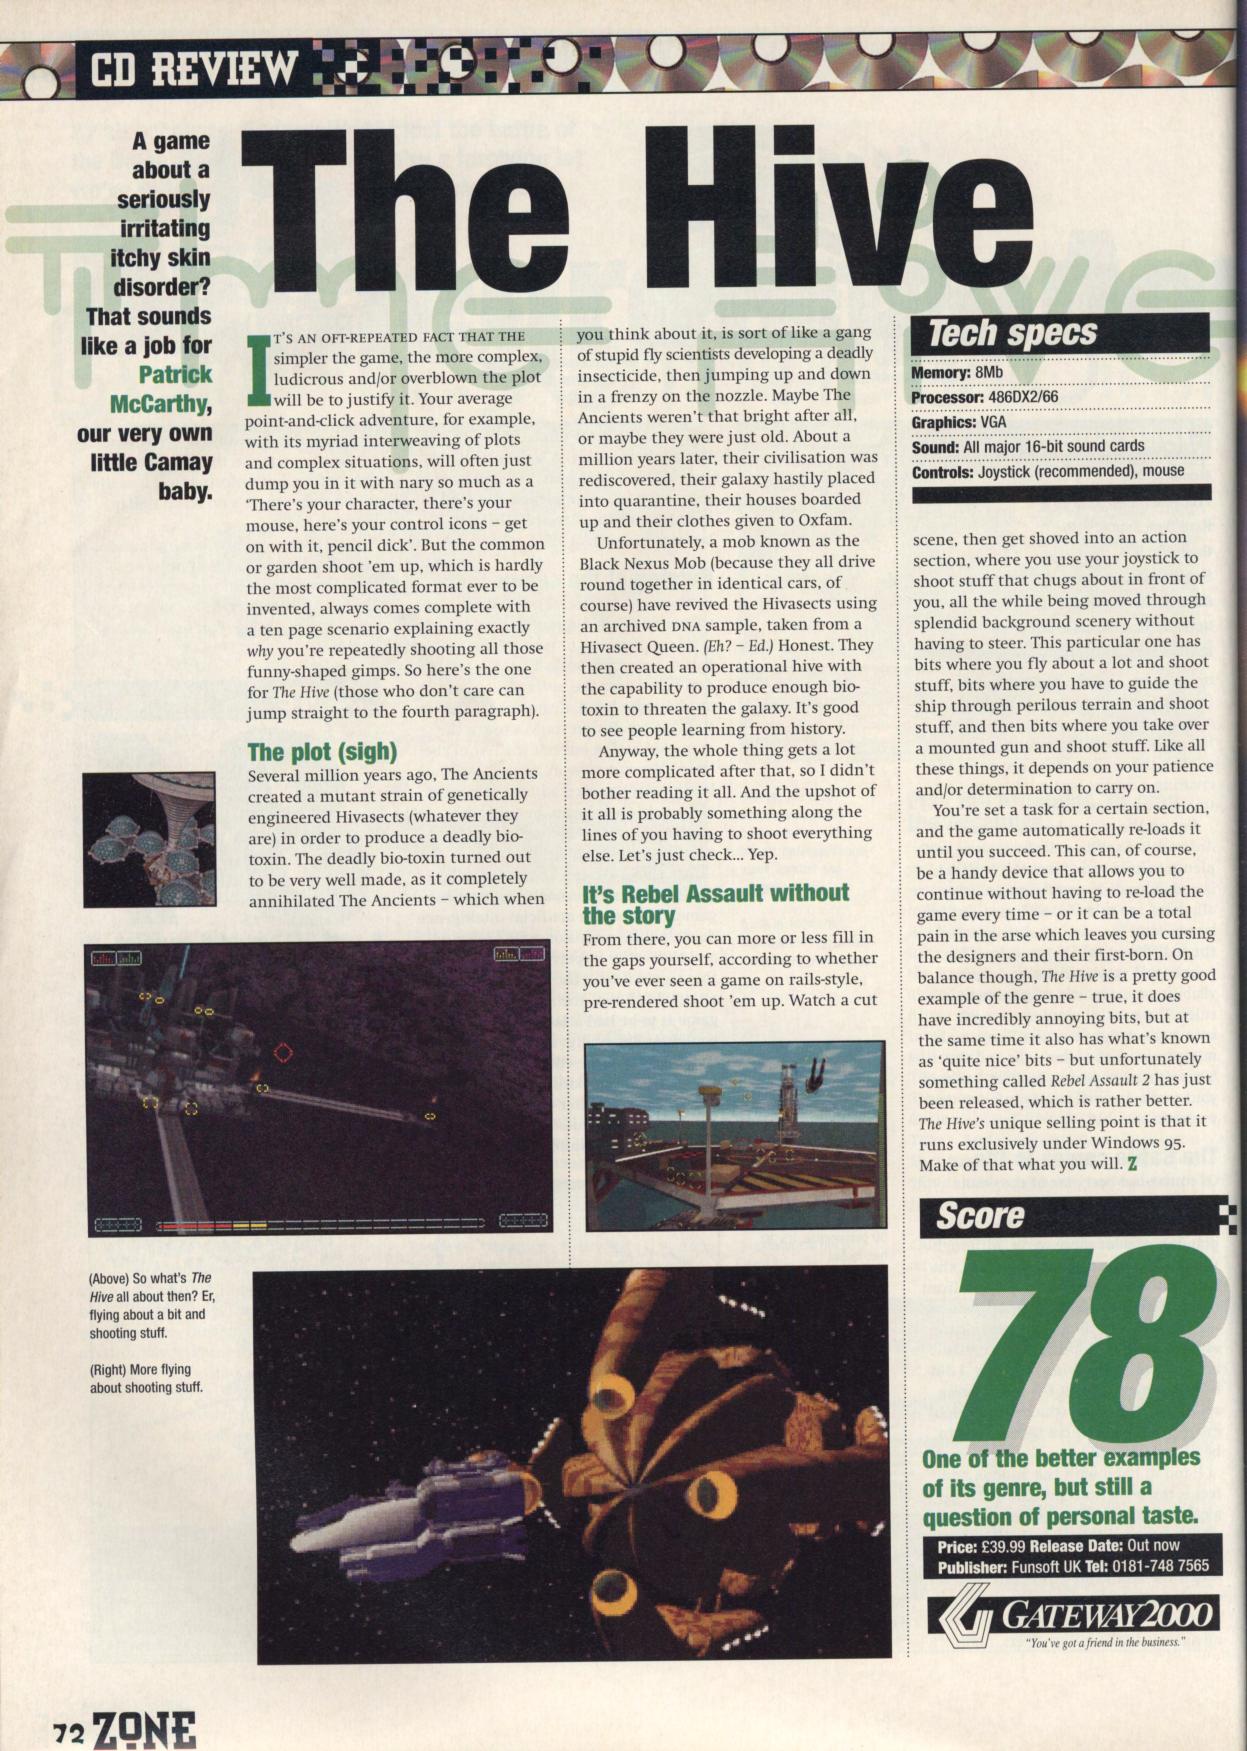 CD REVIEW
A game
about a
seriously
irritating
itchy skin
disorder?
That sounds
like a job for
Patrick
McCarthy,
our very own
little Camay
baby.
The Hive
IT'S AN OFT-REPEATED FACT THAT THE
simpler the game, the more complex,
ludicrous and/or overblown the plot
will be to justify it. Your average
point-and-click adventure, for example,
with its myriad interweaving of plots
and complex situations, will often just
dump you in it with nary so much as a
'There's your character, there's your
mouse, here's your control icons – get
on with it, pencil dick'. But the common
or garden shoot 'em up, which is hardly
the most complicated format ever to be
invented, always comes complete with
a ten page scenario explaining exactly
why you're repeatedly shooting all those
funny-shaped gimps. So here's the one
for The Hive (those who don't care can
jump straight to the fourth paragraph).
The plot (sigh)
Several million years ago, The Ancients
created a mutant strain of genetically
engineered Hivasects (whatever they
are) in order to produce a deadly bio-
toxin. The deadly bio-toxin turned out
to be very well made, as it completely
annihilated The Ancients – which when
you think about it, is sort of like a gang
of stupid fly scientists developing a deadly
insecticide, then jumping up and down
in a frenzy on the nozzle. Maybe The
Ancients weren't that bright after all,
or maybe they were just old. About a
million years later, their civilisation was
rediscovered, their galaxy hastily placed
into quarantine, their houses boarded
up and their clothes given to Oxfam.
Unfortunately, a mob known as the
Black Nexus Mob (because they all drive
round together in identical cars, of
course) have revived the Hivasects using
an archived DNA sample, taken from a
Hivasect Queen. (Eh? – Ed.) Honest. They
then created an operational hive with
the capability to produce enough bio-
toxin to threaten the galaxy. It's good
to see people learning from history.
Anyway, the whole thing gets a lot
more complicated after that, so I didn't
bother reading it all. And the upshot of
it all is probably something along the
lines of you having to shoot everything
else. Let's just check... Yep.
It's Rebel Assault without
the story
From there, you can more or less fill in
the gaps yourself, according to whether
you've ever seen a game on rails-style,
pre-rendered shoot 'em up. Watch a cut
Tech specs
Memory: 8Mb
Processor: 486DX2/66
Graphics: VGA
Sound: All major 16-bit sound cards
Controls: Joystick (recommended), mouse
scene, then get shoved into an action
section, where you use your joystick to
shoot stuff that chugs about in front of
you, all the while being moved through
splendid background scenery without
having to steer. This particular one has
bits where you fly about a lot and shoot
stuff, bits where you have to guide the
ship through perilous terrain and shoot
stuff, and then bits where you take over
a mounted gun and shoot stuff. Like all
these things, it depends on your patience
and/or determination to carry on.
You're set a task for a certain section,
and the game automatically re-loads it
until you succeed. This can, of course,
be a handy device that allows you to
continue without having to re-load the
game every time – or it can be a total
pain in the arse which leaves you cursing
the designers and their first-born. On
balance though, The Hive is a pretty good
example of the genre – true, it does
have incredibly annoying bits, but at
the same time it also has what's known
as 'quite nice' bits – but unfortunately
something called Rebel Assault 2 has just
been released, which is rather better.
The Hive's unique selling point is that it
runs exclusively under Windows 95.
Make of that what you will. Z
(Above) So what's The
Hive all about then? Er,
flying about a bit and
shooting stuff.
(Right) More flying
about shooting stuff.
Score
78
One of the better examples
of its genre, but still a
question of personal taste.
Price: £39.99 Release Date: Out now
Publisher: Funsoft UK Tel: 0181-748 7565
GATEWAY2000
"You've got a friend in the business."
72 ZONE